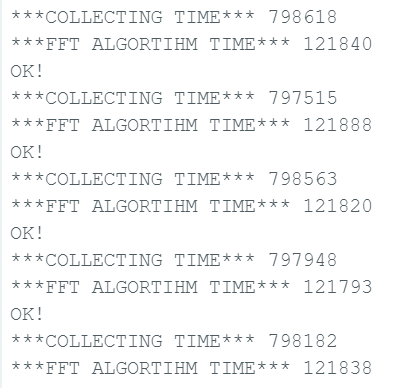 ***COLLECTING TIME*** 798618
***FFT ALGORTIHM TIME*** 121840
OK!
***COLLECTING TIME*** 797515
***FFT ALGORTIHM TIME*** 121888
OK!
***COLLECTING TIME*** 798563
***FFT ALGORTIHM TIME*** 121820
OK!
***COLLECTING TIME*** 797948
***FFT ALGORTIHM TIME*** 121793
OK!
***COLLECTING TIME*** 798182
***FFT ALGORTIHM TIME*** 121838